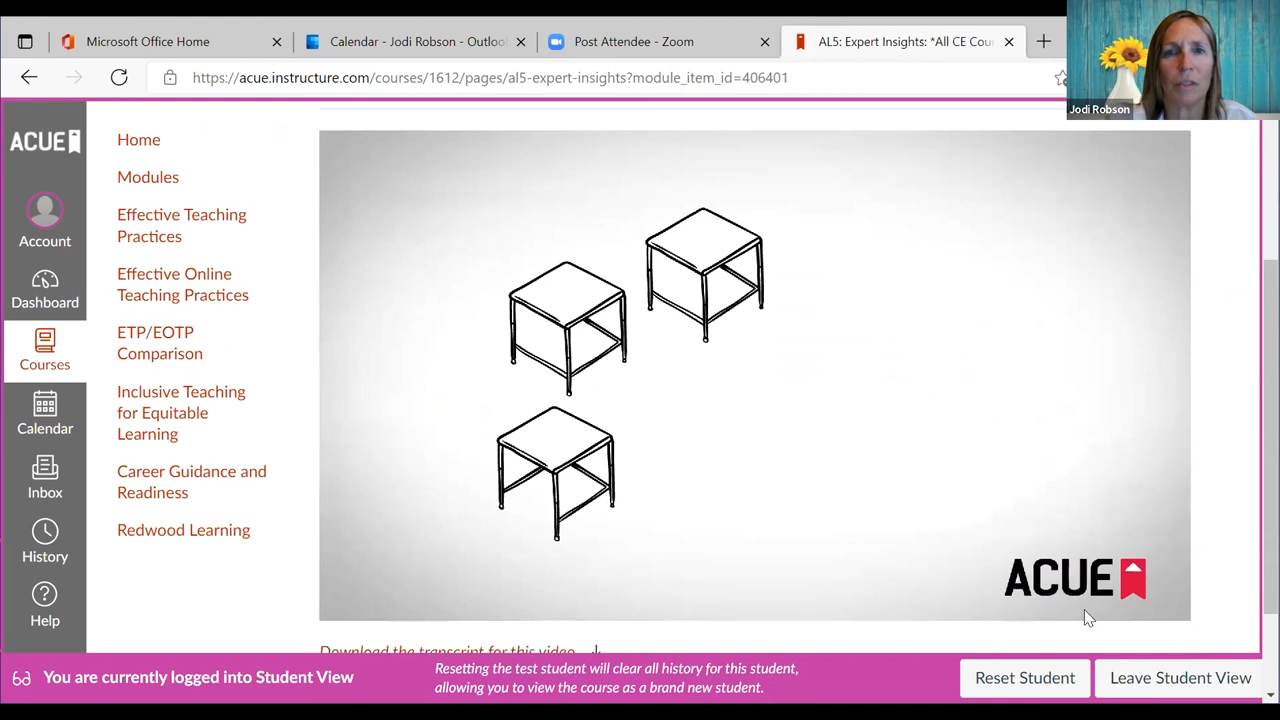 Microsoft Office Home
Calendar - Jodi Robson - Outloo
Post Attendee - Zoom
AL5: Expert Insights: *All CE Cou
https://acue.instructure.com/courses/1612/pages/al5-expert-insights?module_item_id=406401
Jodi Robson
ACUE
Account
Dashboard
Courses
Calendar
Inbox
History
Help
Home
Modules
Effective Teaching
Practices
Effective Online
Teaching Practices
ETP/EOTP
Comparison
Inclusive Teaching
for Equitable
Learning
Career Guidance and
Readiness
Redwood Learning
ACUE
Download the transcript for this video
You are currently logged into Student View
Resetting the test student will clear all history for this student,
allowing you to view the course as a brand new student.
Reset Student
Leave Student View